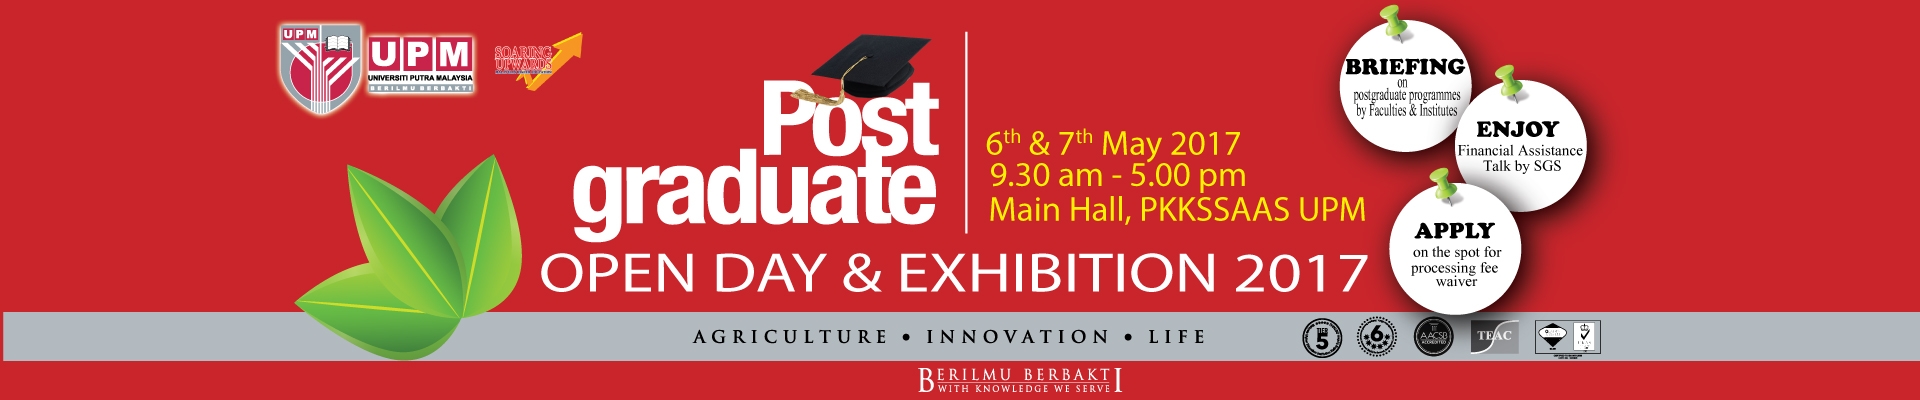 UPM
UPM
UNIVERSITI PUTRA MALAYSIA
BERILMU BERBAKTI
SOARING
UPWARDS
Post
graduate
6th & 7th May 2017
9.30 am - 5.00 pm
Main Hall, PKKSSAAS UPM
OPEN DAY & EXHIBITION 2017
BRIEFING
on
postgraduate programmes
by Faculties & Institutes
ENJOY
Financial Assistance
Talk by SGS
APPLY
on the spot for
processing fee
waiver
AGRICULTURE • INNOVATION • LIFE
TIER
5
6
AACSB
ACCREDITED
TEAC
BERILMU BERBAKTI
WITH KNOWLEDGE WE SERVE